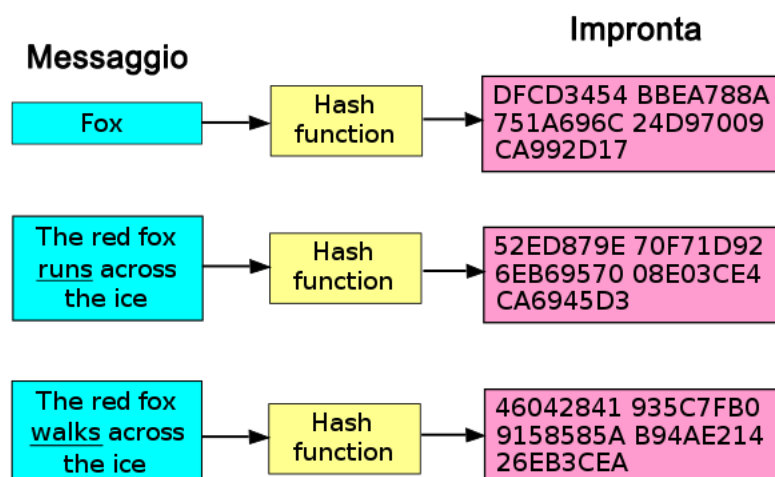 Messaggio
Impronta
Fox
Hash
function
DFCD3454 BBEA788A
751A696C 24D97009
CA992D17
The red fox
runs across
the ice
Hash
function
52ED879E 70F71D92
6EB69570 08E03CE4
CA6945D3
The red fox
walks across
the ice
Hash
function
46042841 935C7FB0
9158585A B94AE214
26EB3CEA